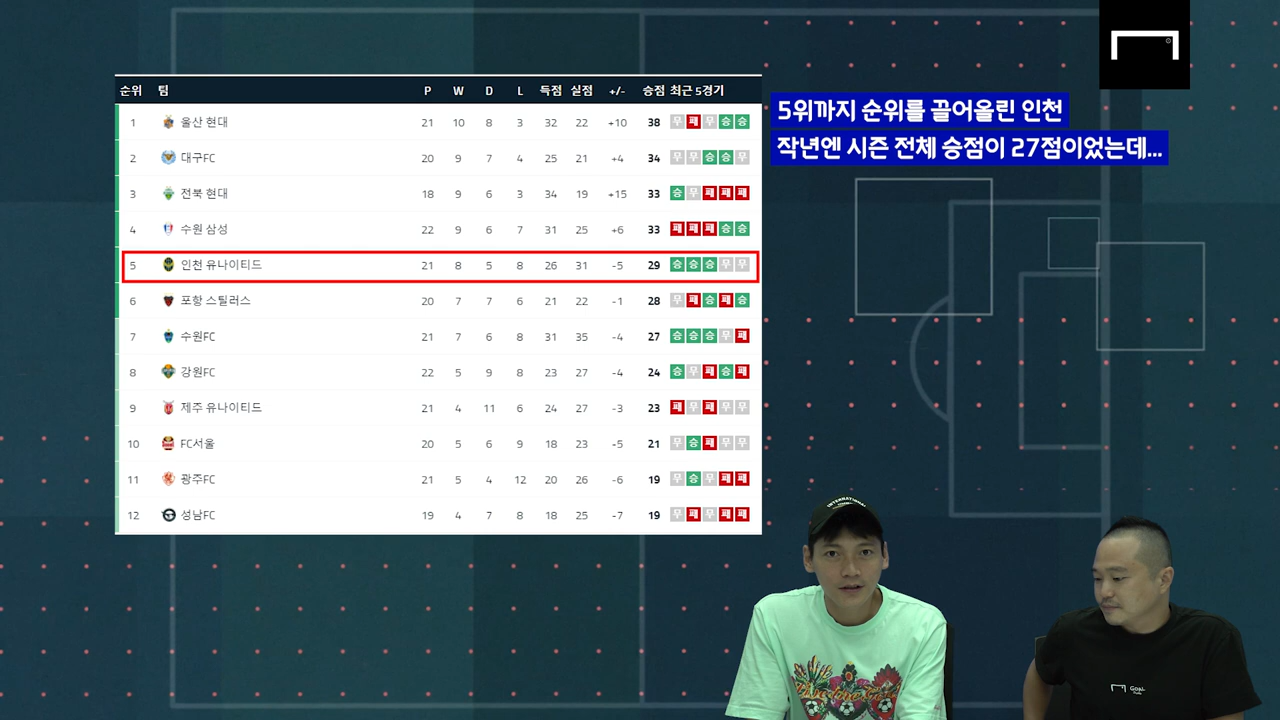 5위까지 순위를 끌어올린 인천
작년엔 시즌 전체 승점이 27점이었는데...
순위 팀 P W D L 득점 실점 +/- 승점 최근 5경기
1 울산 현대 21 10 8 3 32 22 +10 38 무 패 무 승 승
2 대구FC 20 9 7 4 25 21 +4 34 무 무 승 승 무
3 전북 현대 18 9 6 3 34 19 +15 33 승 무 패 패 패
4 수원 삼성 22 9 6 7 31 25 +6 33 패 패 패 승 승
5 인천 유나이티드 21 8 5 8 26 31 -5 29 승 승 승 무 무
6 포항 스틸러스 20 7 7 6 21 22 -1 28 무 패 승 패 승
7 수원FC 21 7 6 8 31 35 -4 27 승 승 승 무 패
8 강원FC 22 5 9 8 23 27 -4 24 승 무 패 승 패
9 제주 유나이티드 21 4 11 6 24 27 -3 23 패 무 패 무 무
10 FC서울 20 5 6 9 18 23 -5 21 무 승 패 무 무
11 광주FC 21 5 4 12 20 26 -6 19 무 승 무 패 패
12 성남FC 19 4 7 8 18 25 -7 19 무 패 무 패 패
INTERNATIONAL
GOAL